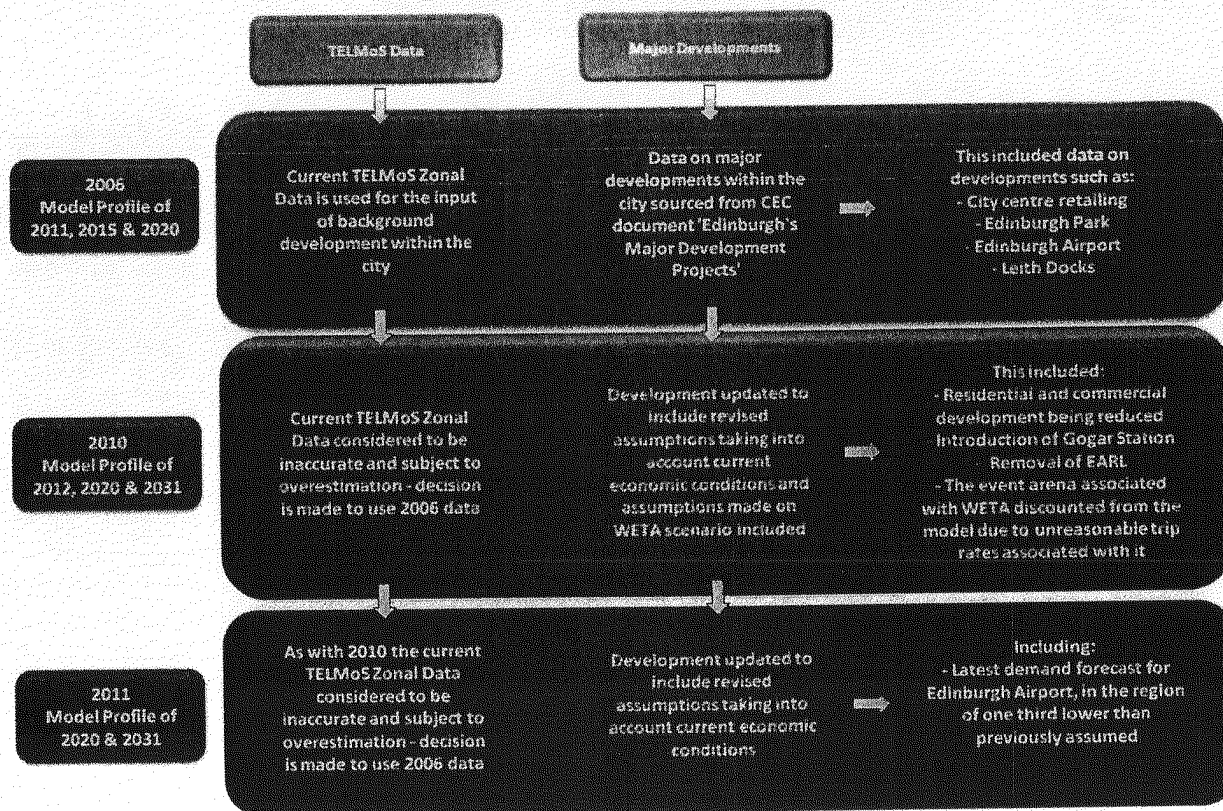 TELMoS Data
Major Developments
2006
Model Profile of
2011, 2015 & 2020
Current TELMoS Zonal
Data is used for the input
of background
development within the
city
Data on major
developments within the
city sourced from CEC
document 'Edinburgh's
Major Development
Projects'
This included data on
developments such as:
- City centre retailing
- Edinburgh Park
- Edinburgh Airport
- Leith Docks
2010
Model Profile of
2012, 2020 & 2031
Current TELMoS Zonal
Data considered to be
inaccurate and subject to
overestimation - decision
is made to use 2006 data
Development updated to
include revised
assumptions taking into
account current
economic conditions and
assumptions made on
WETA scenario included
This included:
- Residential and commercial
development being reduced
Introduction of Gogar Station
- Removal of EARL
- The event arena associated
with WETA discounted from the
model due to unreasonable trip
rates associated with it
2011
Model Profile of
2020 & 2031
As with 2010 the current
TELMoS Zonal Data
considered to be
inaccurate and subject to
overestimation - decision
is made to use 2006 data
Development updated to
include revised
assumptions taking into
account current economic
conditions
Including:
- Latest demand forecast for
Edinburgh Airport, in the region
of one third lower than
previously assumed